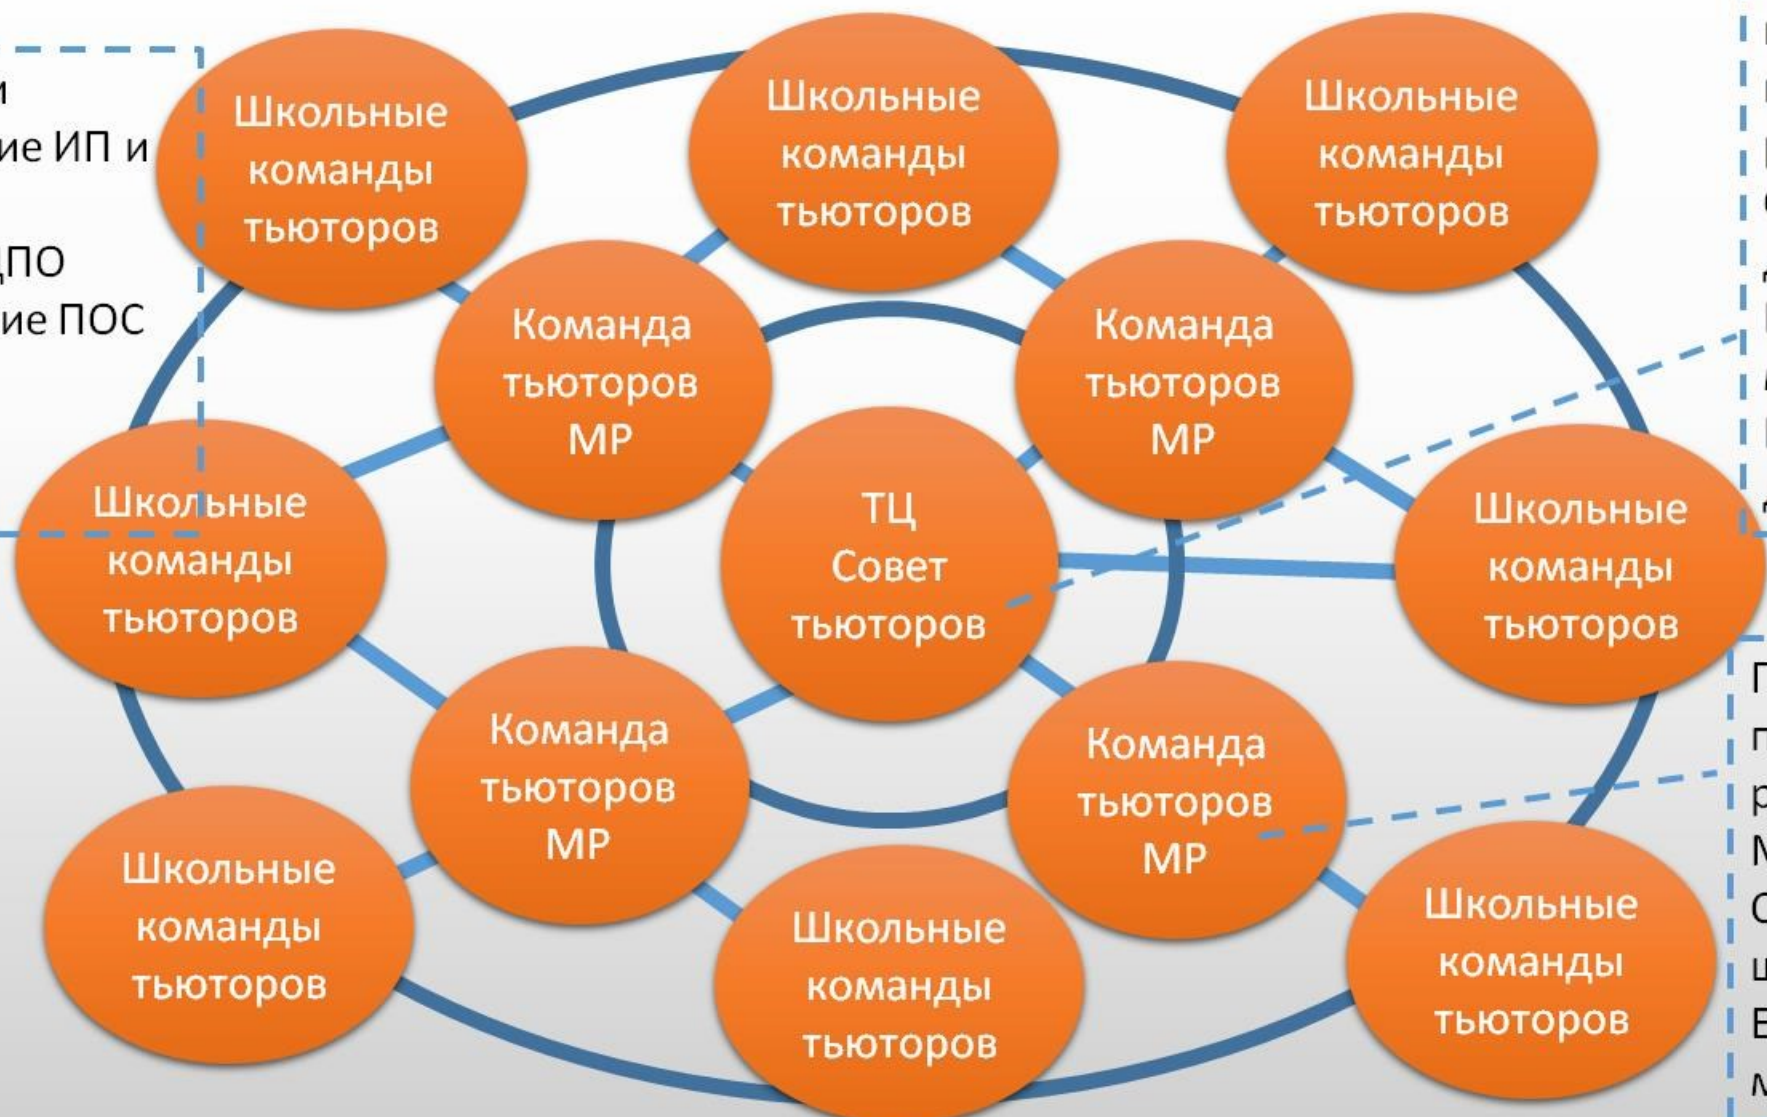 ие ИП и
ДПО
ие ПОС
Школьные
команды
тьюторов
Школьные
команды
тьюторов
Школьные
команды
тьюторов
Команда
тьюторов
МР
Команда
тьюторов
МР
Школьные
команды
тьюторов
ТЦ
Совет
тьюторов
Школьные
команды
тьюторов
Команда
тьюторов
МР
Команда
тьюторов
МР
Школьные
команды
тьюторов
Школьные
команды
тьюторов
Школьные
команды
тьюторов